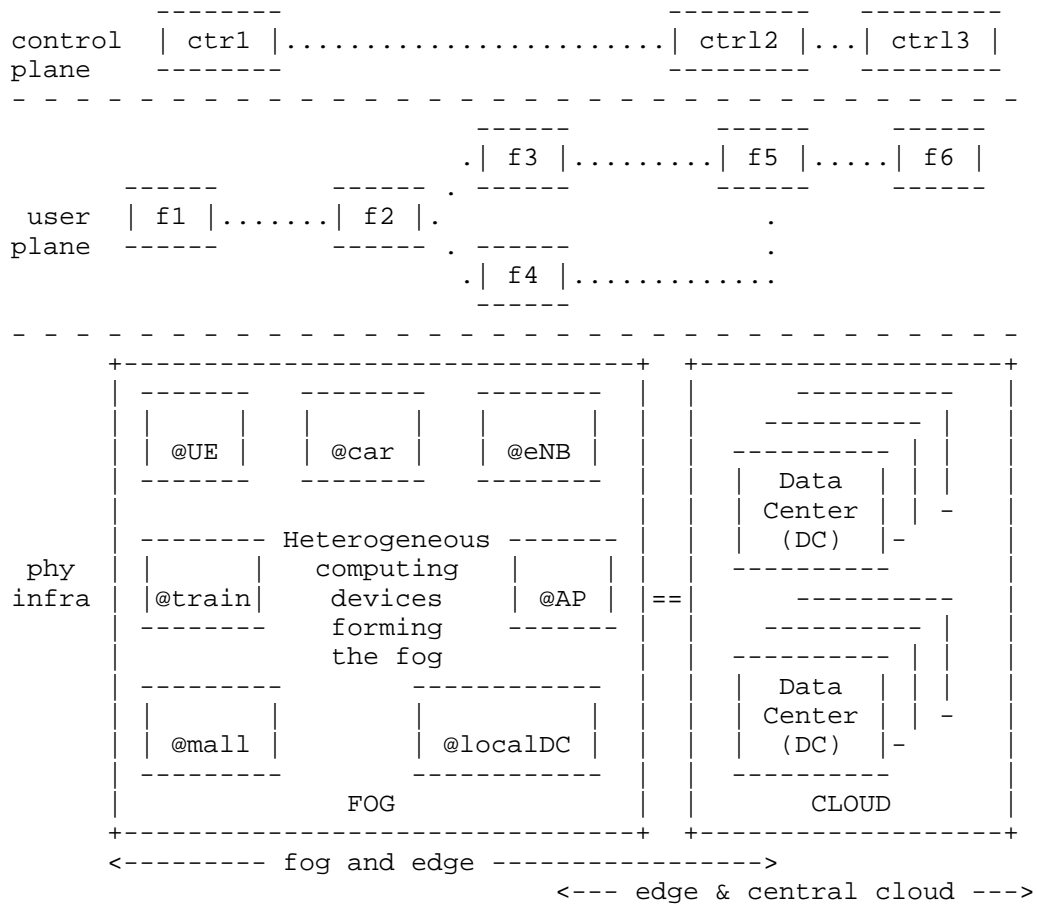 control | ctr1 |........................| ctrl2 |...| ctrl3 |
plane
.| f3 |.........|  f5 |.....| f6 |
user | f1 |.......| f2 |.
plane
.| f4 |.............
| @UE | | @car | | @eNB |
Data
Center
(DC)
Heterogeneous
phy computing
infra |@train| devices | @AP | ==
forming
the fog
Data
Center
| @mall | | @localDC | (DC)
FOG CLOUD
<--------- fog and edge ----------------->
<--- edge & central cloud --->